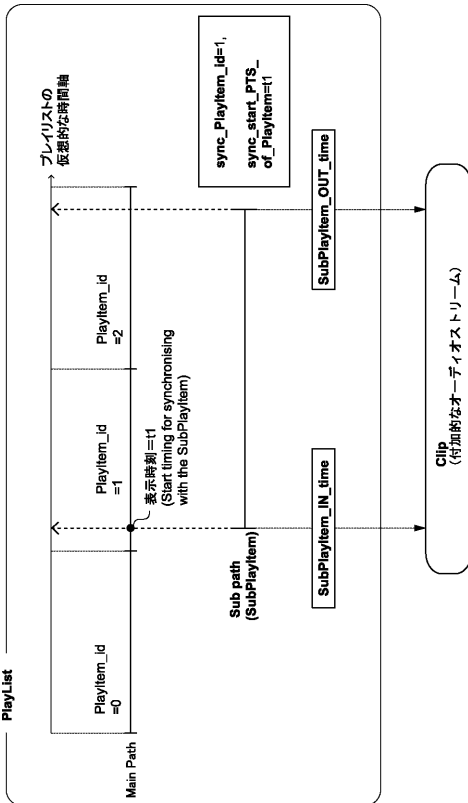 PlayList
プレイリストの
仮想的な時間軸
PlayItem_id
=0
PlayItem_id
=1
PlayItem_id
=2
Main Path
表示時刻=t1
(Start timing for synchronising
with the SubPlayItem)
sync_PlayItem_id=1,
sync_start_PTS_
of_PlayItem=t1
Sub path
(SubPlayItem)
SubPlayItem_IN_time
SubPlayItem_OUT_time
Clip
(付加的なオーディオストリーム)